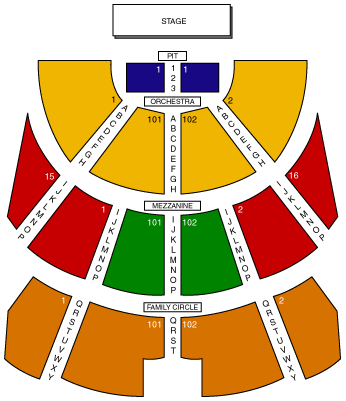 STAGE
PIT
1 1 1
2
3
ORCHESTRA
1 2
101 102
A A A
B B B
C C C
D D D
E E E
F F F
G G G
H H H
15 16
MEZZANINE
1 101 102 2
I I I I I
J J J J J
K K K K K
L L L L L
M M M M M
N N N N N
O O O O O
P P P P P
FAMILY CIRCLE
1 101 102 2
Q Q Q
R R R
S S S
T T T
U U
V V
W W
X X
Y Y